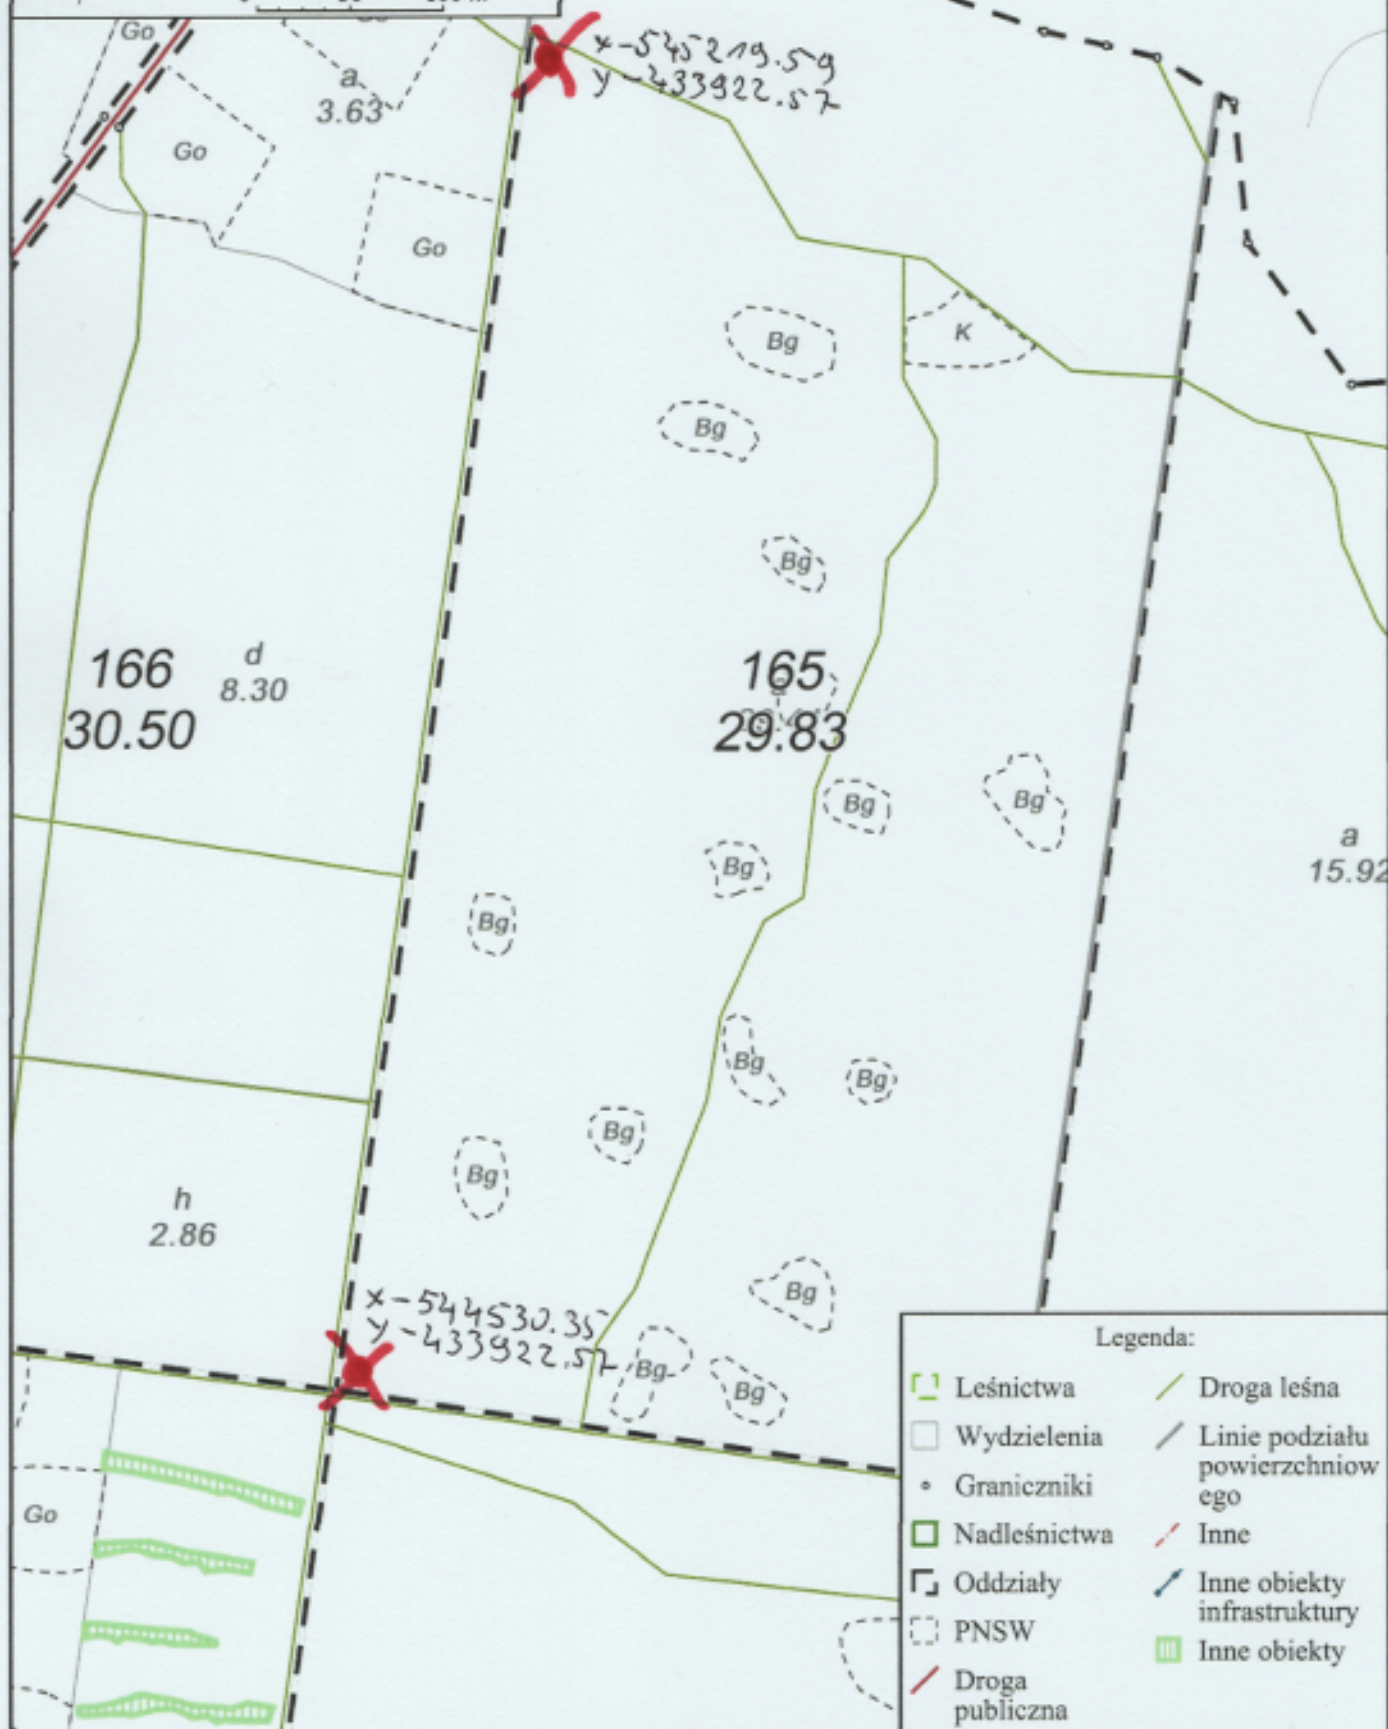 Go
a
3.63
x-545219.59
y-433922.57
Go
Go
Bg
K
Bg
Bg
166
30.50
d
8.30
165
29.83
Bg
Bg
a
15.92
Bg
Bg
Bg
Bg
Bg
Bg
h
2.86
Bg
x-544530.35
y-433922.57
Bg
Bg
Go
Legenda:
Leśnictwa
Wydzielenia
Graniczniki
Nadleśnictwa
Oddziały
PNSW
Droga
publiczna
Droga leśna
Linie podziału
powierzchniow
ego
Inne
Inne obiekty
infrastruktury
Inne obiekty